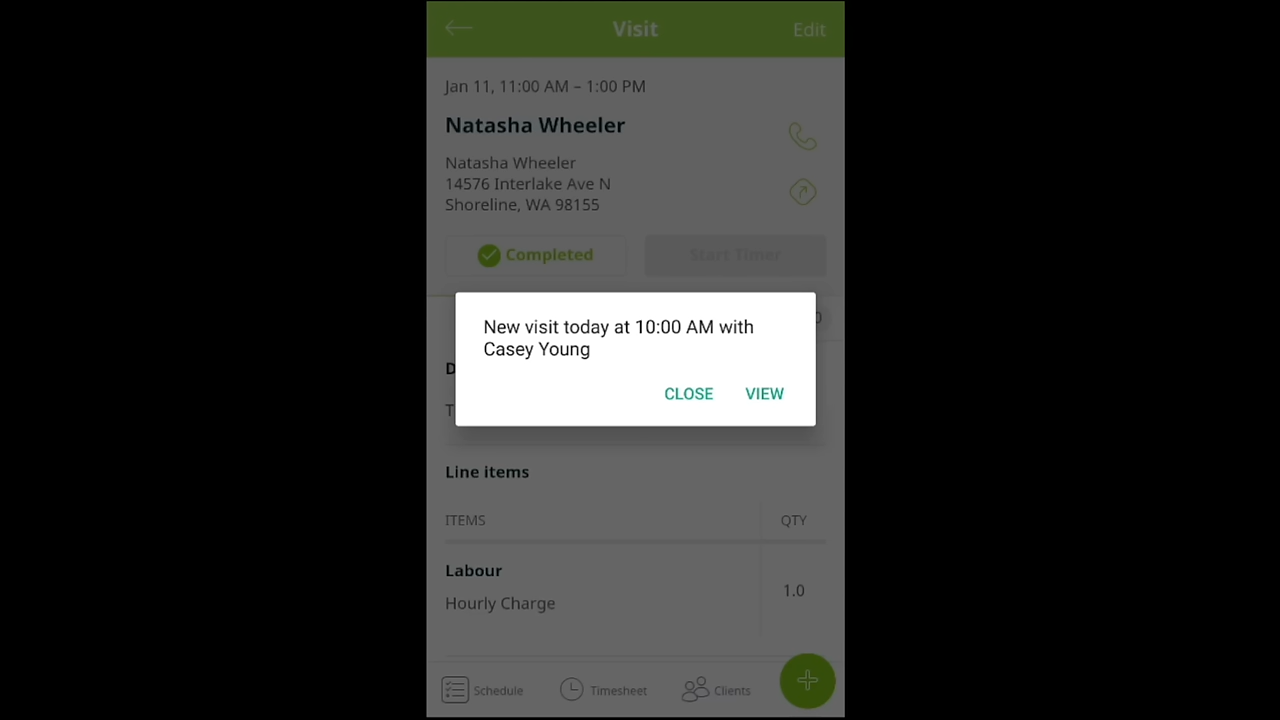 Visit
Edit
Jan 11, 11:00 AM – 1:00 PM
Natasha Wheeler
Natasha Wheeler
14576 Interlake Ave N
Shoreline, WA 98155
Completed
Start Timer
New visit today at 10:00 AM with
Casey Young
CLOSE
VIEW
Line items
ITEMS
QTY
Labour
1.0
Hourly Charge
Schedule
Timesheet
Clients